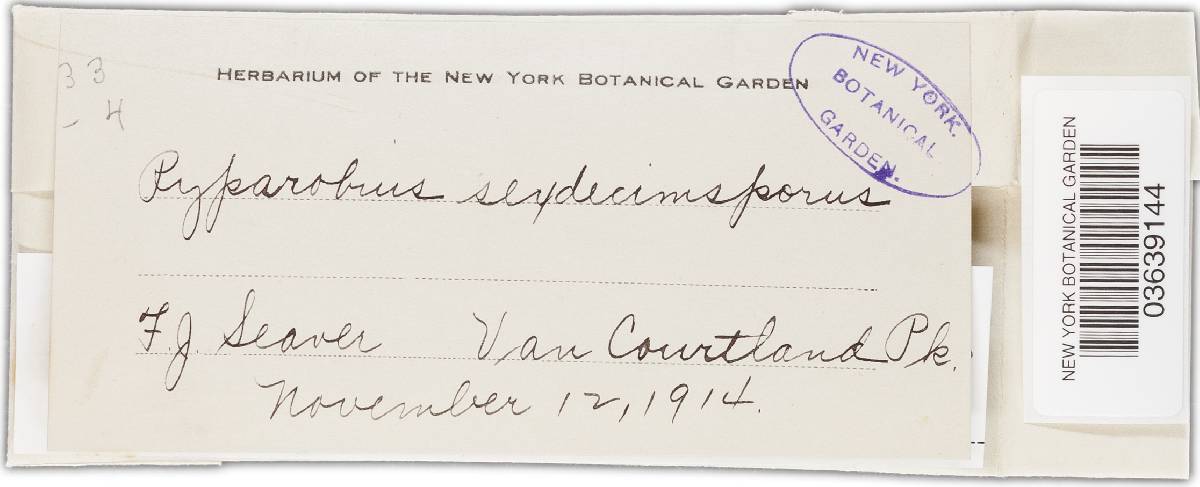 33
- 4
HERBARIUM OF THE NEW YORK BOTANICAL GARDEN
NEW YORK.
BOTANICAL
GARDEN.
Ryparobius sexdecimsporus
F.J. Seaver Van Courtland Pk.
November 12, 1914.
NEW YORK BOTANICAL GARDEN
03639144